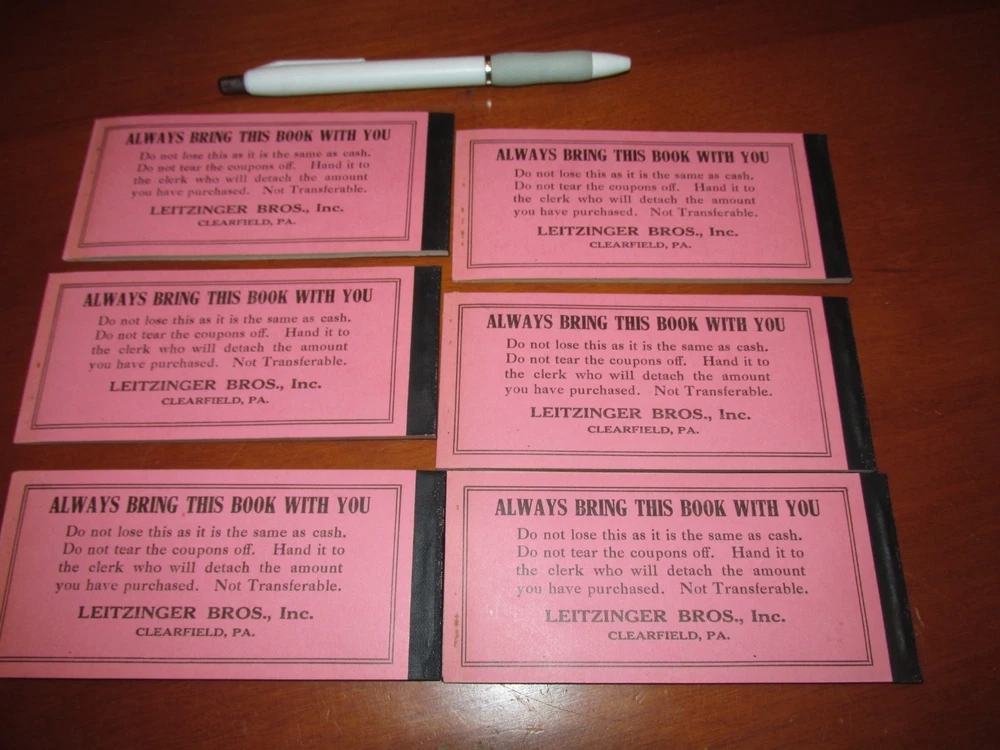 ALWAYS BRING THIS BOOK WITH YOU
Do not lose this as it is the same as cash.
Do not tear the coupons off. Hand it to
the clerk who will detach the amount
you have purchased. Not Transferable.
LEITZINGER BROS., Inc.
CLEARFIELD, PA.
ALWAYS BRING THIS BOOK WITH YOU
Do not lose this as it is the same as cash.
Do not tear the coupons off. Hand it to
the clerk who will detach the amount
you have purchased. Not Transferable.
LEITZINGER BROS., Inc.
CLEARFIELD, PA.
ALWAYS BRING THIS BOOK WITH YOU
Do not lose this as it is the same as cash.
Do not tear the coupons off. Hand it to
the clerk who will detach the amount
you have purchased. Not Transferable.
LEITZINGER BROS., Inc.
CLEARFIELD, PA.
ALWAYS BRING THIS BOOK WITH YOU
Do not lose this as it is the same as cash.
Do not tear the coupons off. Hand it to
the clerk who will detach the amount
you have purchased. Not Transferable.
LEITZINGER BROS., Inc.
CLEARFIELD, PA.
ALWAYS BRING THIS BOOK WITH YOU
Do not lose this as it is the same as cash.
Do not tear the coupons off. Hand it to
the clerk who will detach the amount
you have purchased. Not Transferable.
LEITZINGER BROS., Inc.
CLEARFIELD, PA.
ALWAYS BRING THIS BOOK WITH YOU
Do not lose this as it is the same as cash.
Do not tear the coupons off. Hand it to
the clerk who will detach the amount
you have purchased. Not Transferable.
LEITZINGER BROS., Inc.
CLEARFIELD, PA.